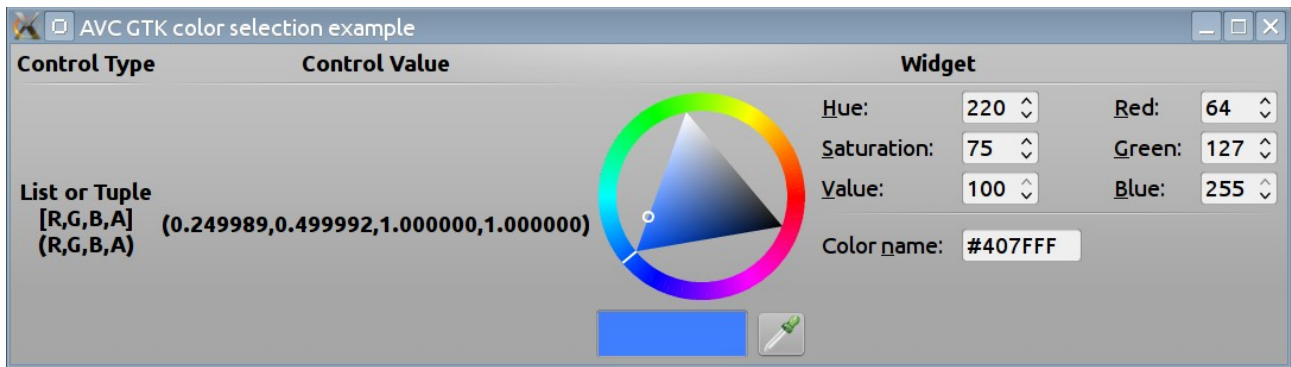 AVC GTK color selection example
Control Type Control Value Widget
Hue: 220 Red: 64
Saturation: 75 Green: 127
Value: 100 Blue: 255
List or Tuple
[R,G,B,A]
(R,G,B,A)
(0.249989,0.499992,1.000000,1.000000)
Color name: #407FFF